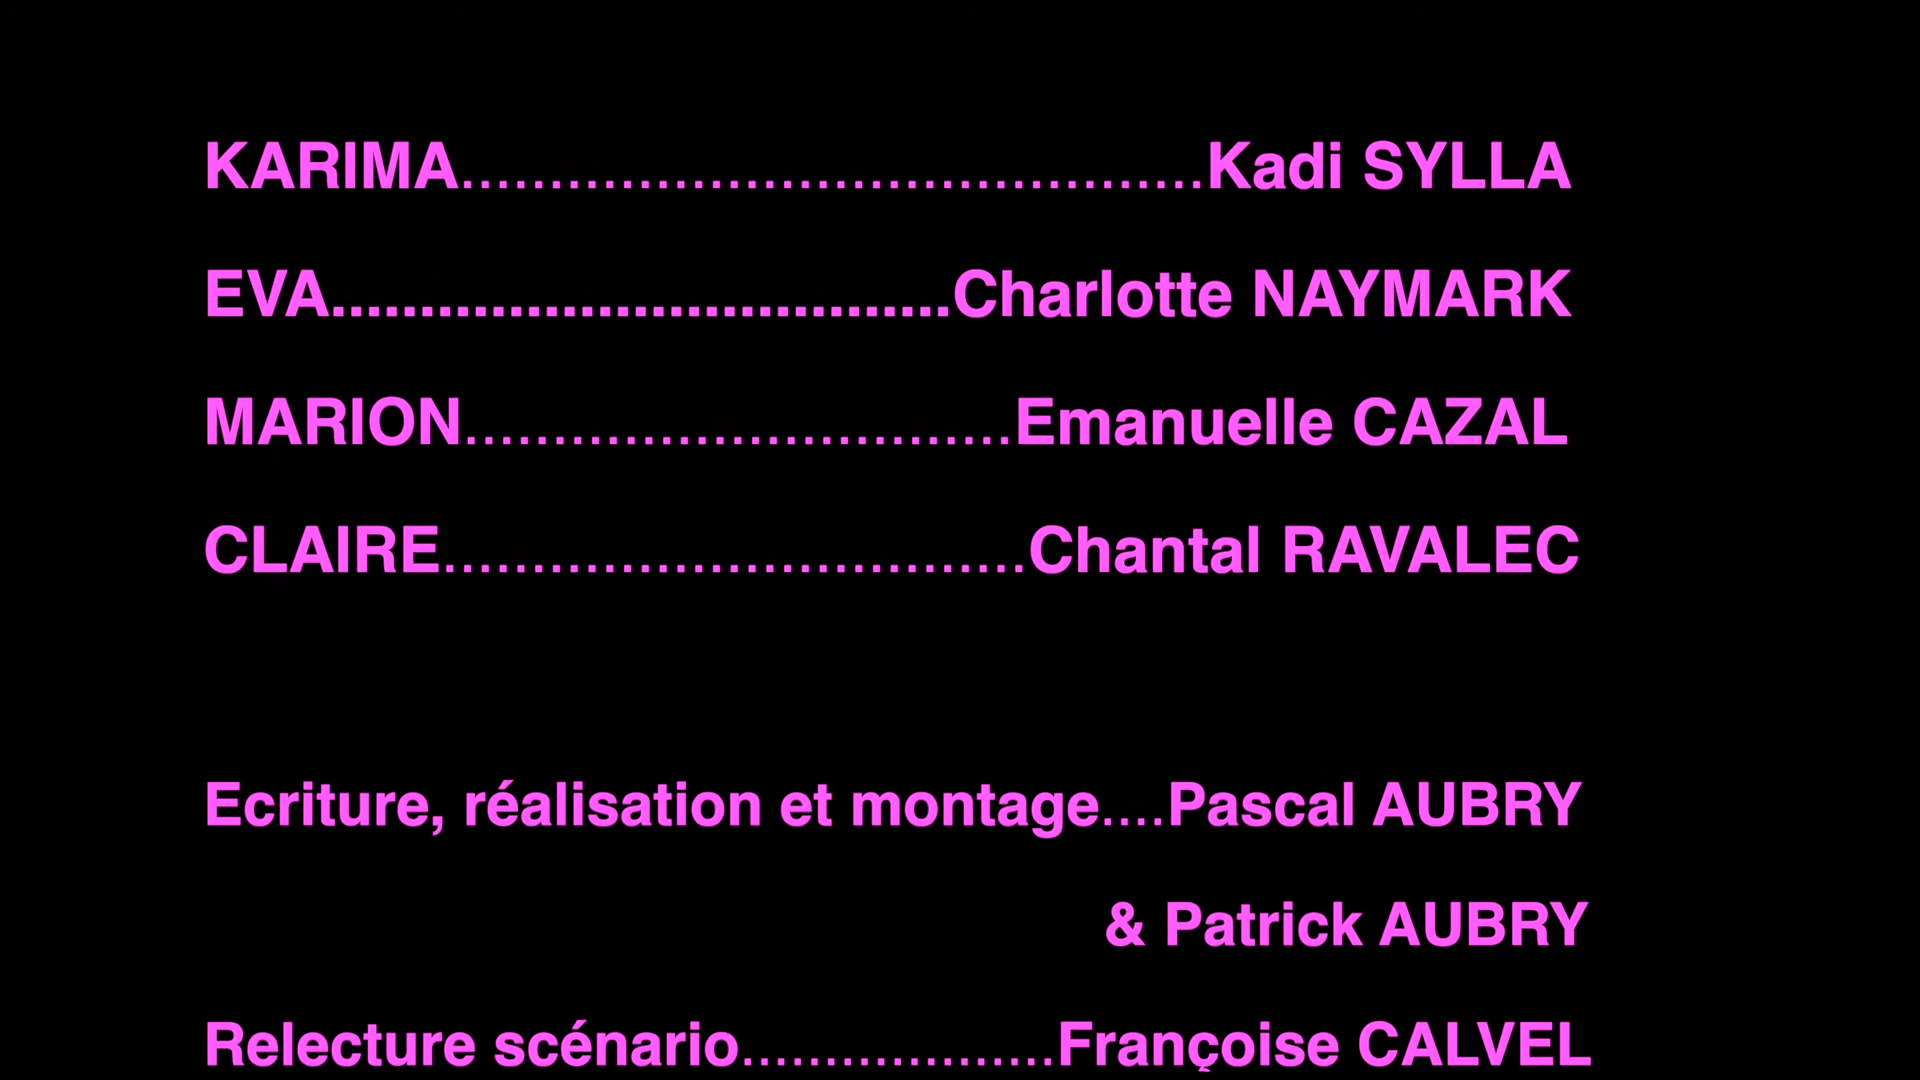 KARIMA..........................................Kadi SYLLA
EVA...................................Charlotte NAYMARK
MARION...............................Emanuelle CAZAL
CLAIRE.................................Chantal RAVALEC
Ecriture, réalisation et montage....Pascal AUBRY
& Patrick AUBRY
Relecture scénario...................Françoise CALVEL